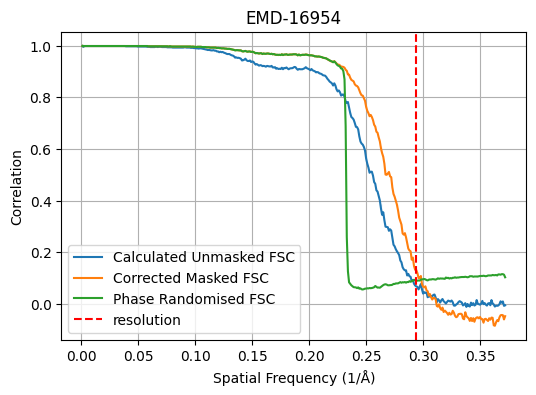 EMD-16954
1.0
0.8
0.6
0.4
0.2
0.0
Correlation
Calculated Unmasked FSC
Corrected Masked FSC
Phase Randomised FSC
resolution
0.00 0.05 0.10 0.15 0.20 0.25 0.30 0.35
Spatial Frequency (1/Å)